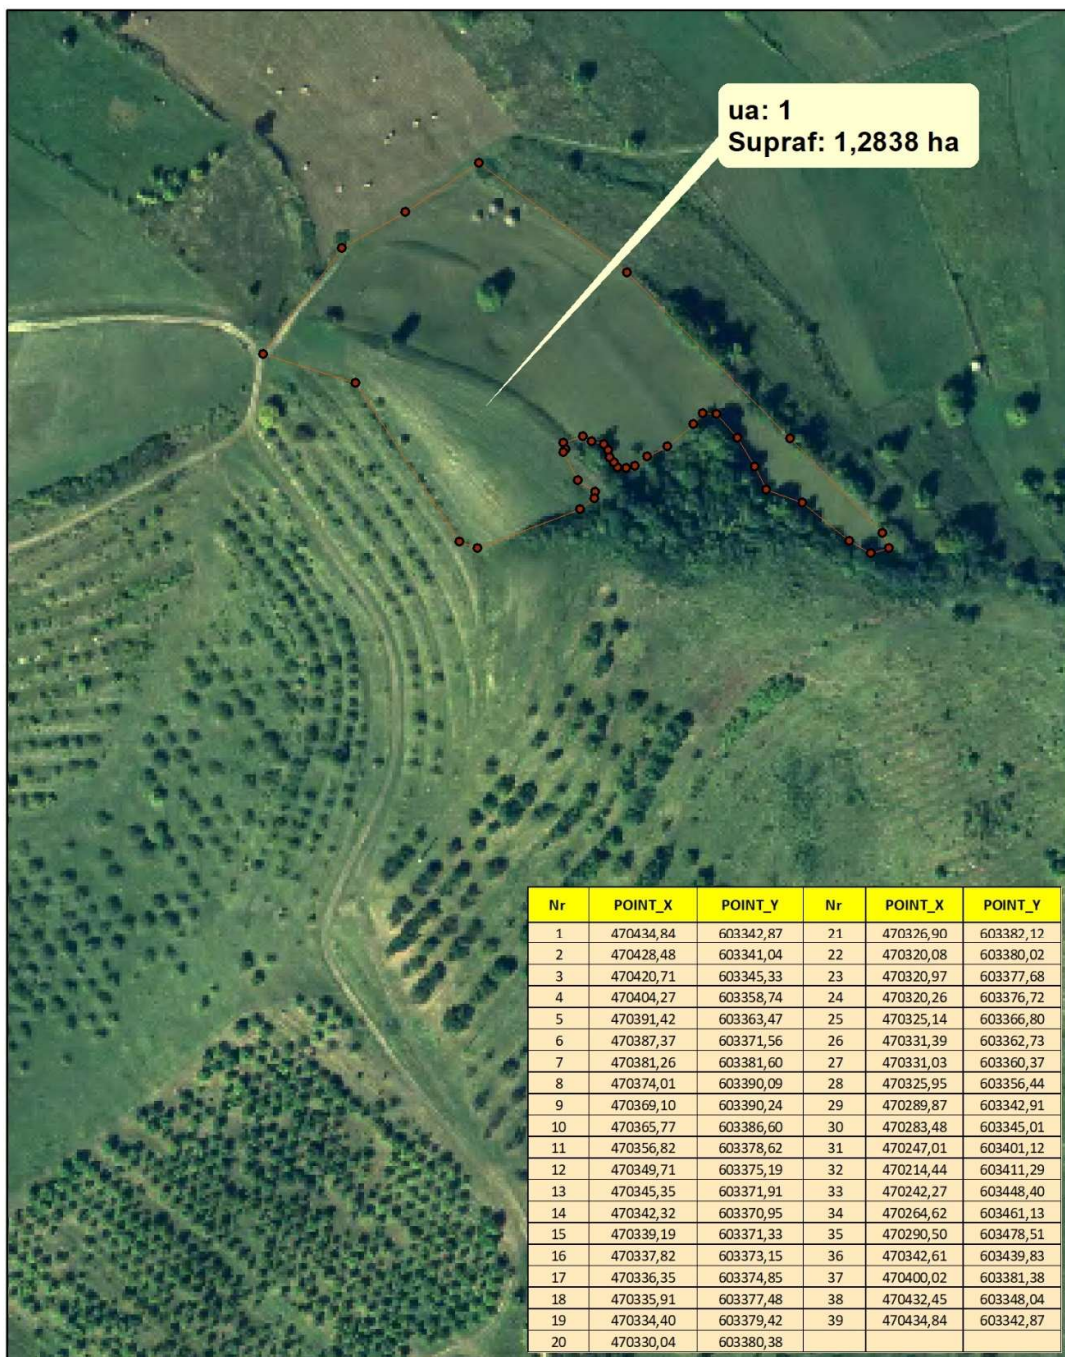 ua: 1
Supraf: 1,2838 ha
Nr POINT_X POINT_Y Nr POINT_X POINT_Y
1 470434,84 603342,87 21 470326,90 603382,12
2 470428,48 603341,04 22 470320,08 603380,02
3 470420,71 603345,33 23 470320,97 603377,68
4 470404,27 603358,74 24 470320,26 603376,72
5 470391,42 603363,47 25 470325,14 603366,80
6 470387,37 603371,56 26 470331,39 603362,73
7 470381,26 603381,60 27 470331,03 603360,37
8 470374,01 603390,09 28 470325,95 603356,44
9 470369,10 603390,24 29 470289,87 603342,91
10 470365,77 603386,60 30 470283,48 603345,01
11 470356,82 603378,62 31 470247,01 603401,12
12 470349,71 603375,19 32 470214,44 603411,29
13 470345,35 603371,91 33 470242,27 603448,40
14 470342,32 603370,95 34 470264,62 603461,13
15 470339,19 603371,33 35 470290,50 603478,51
16 470337,82 603373,15 36 470342,61 603439,83
17 470336,35 603374,85 37 470400,02 603381,38
18 470335,91 603377,48 38 470432,45 603348,04
19 470334,40 603379,42 39 470434,84 603342,87
20 470330,04 603380,38